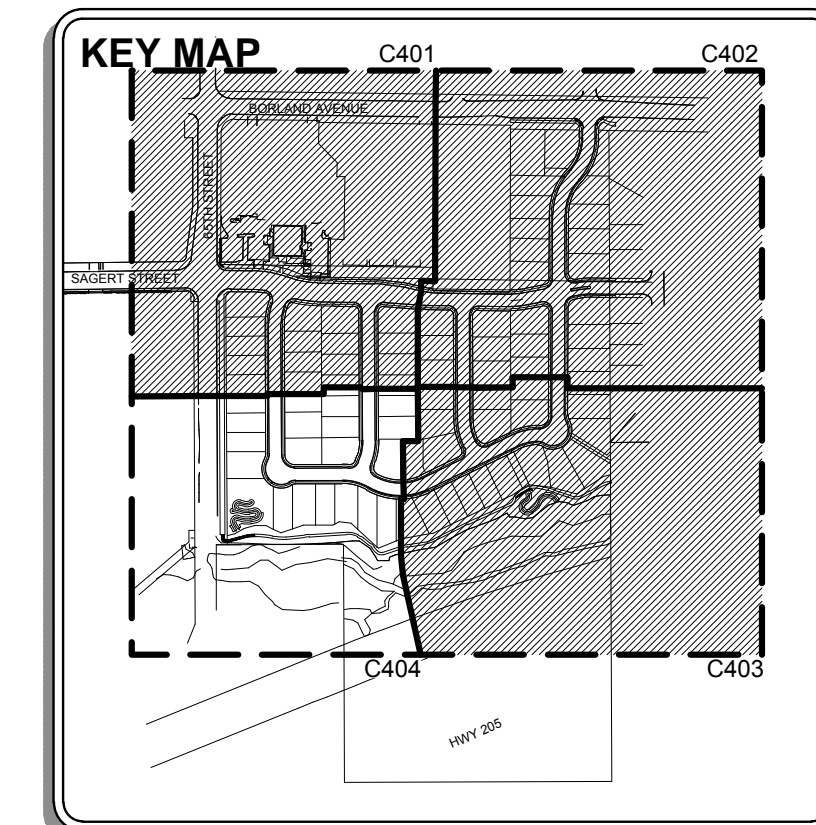 KEY MAP
C401
C402
BORLAND AVENUE
65TH STREET
SAGERT STREET
C404
C403
HWY 205